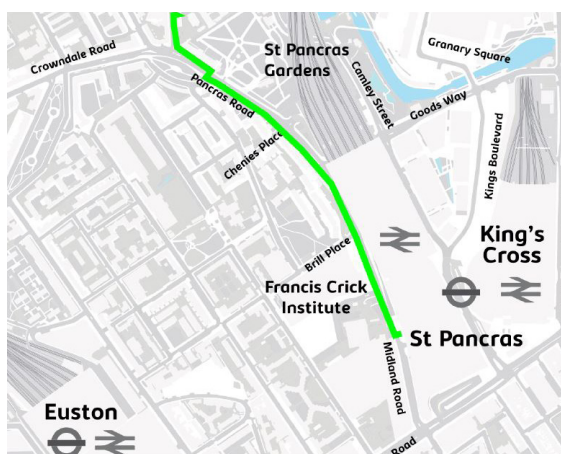 Crowndale Road
St Pancras
Gardens
Granary Square
Camley Street
Goods Way
Pancras Road
Chenies Place
Kings Boulevard
King's
Cross
Brill Place
Francis Crick
Institute
St Pancras
Midland Road
Euston
Road